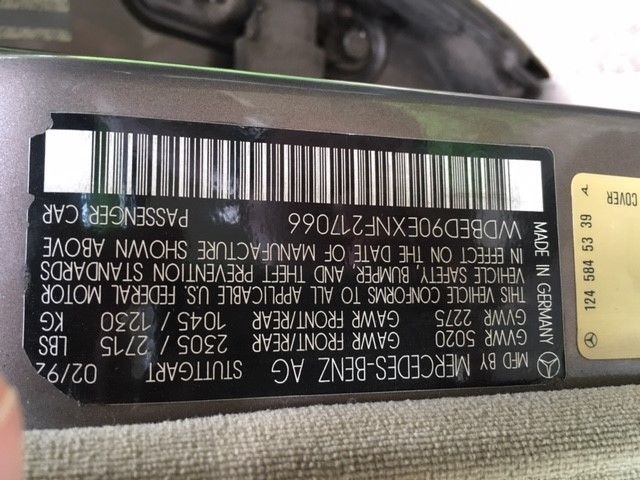 MFD BY MERCEDES-BENZ AG STUTTGART 02/92
GVWR 5020 GAWR FRONT/REAR 2305 / 2715 LBS
GVWR 2275 GAWR FRONT/REAR 1045 / 1230 KG
THIS VEHICLE CONFORMS TO ALL APPLICABLE U.S. FEDERAL MOTOR
VEHICLE SAFETY, BUMPER, AND THEFT PREVENTION STANDARDS
IN EFFECT ON THE DATE OF MANUFACTURE SHOWN ABOVE
WDBED90EXNF217066 PASSENGER CAR
MADE IN GERMANY
124 584 53 39
COVER A